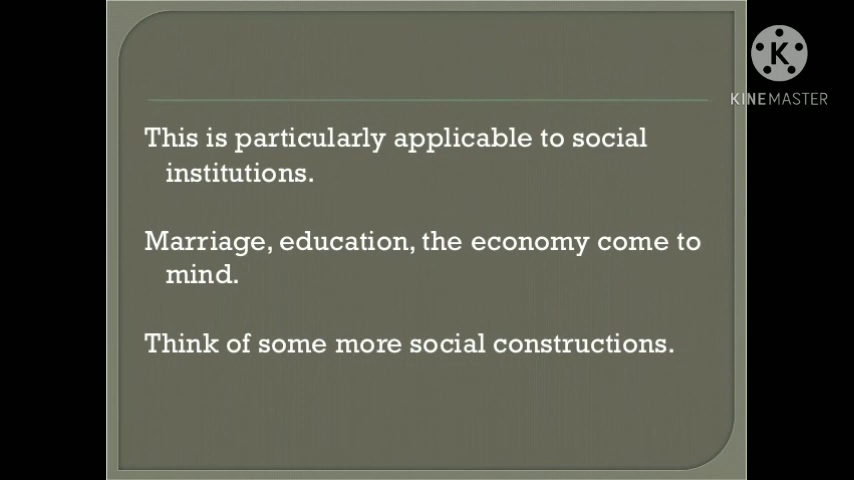 K
KINEMASTER
This is particularly applicable to social
institutions.
Marriage, education, the economy come to
mind.
Think of some more social constructions.